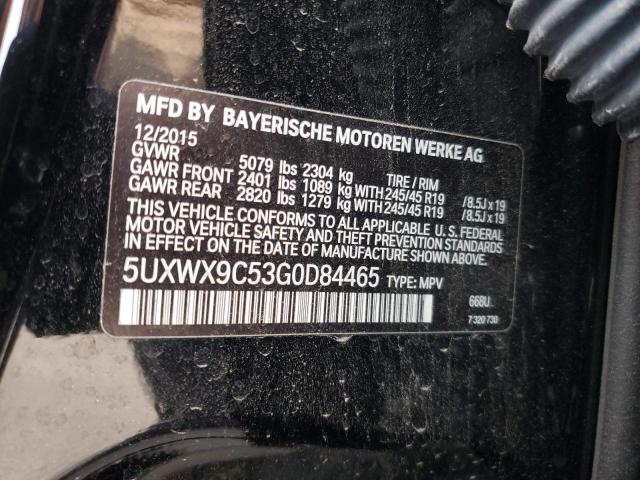 MFD BY BAYERISCHE MOTOREN WERKE AG
12/2015
GVWR 5079 lbs 2304 kg TIRE / RIM
GAWR FRONT 2401 lbs 1089 kg WITH 245/45 R19 /8.5J x 19
GAWR REAR 2820 lbs 1279 kg WITH 245/45 R19 /8.5J x 19
THIS VEHICLE CONFORMS TO ALL APPLICABLE U. S. FEDERAL
MOTOR VEHICLE SAFETY AND THEFT PREVENTION STANDARDS
IN EFFECT ON THE DATE OF MANUFACTURE SHOWN ABOVE.
5UXWX9C53G0D84465 TYPE: MPV
668U
7 320 730